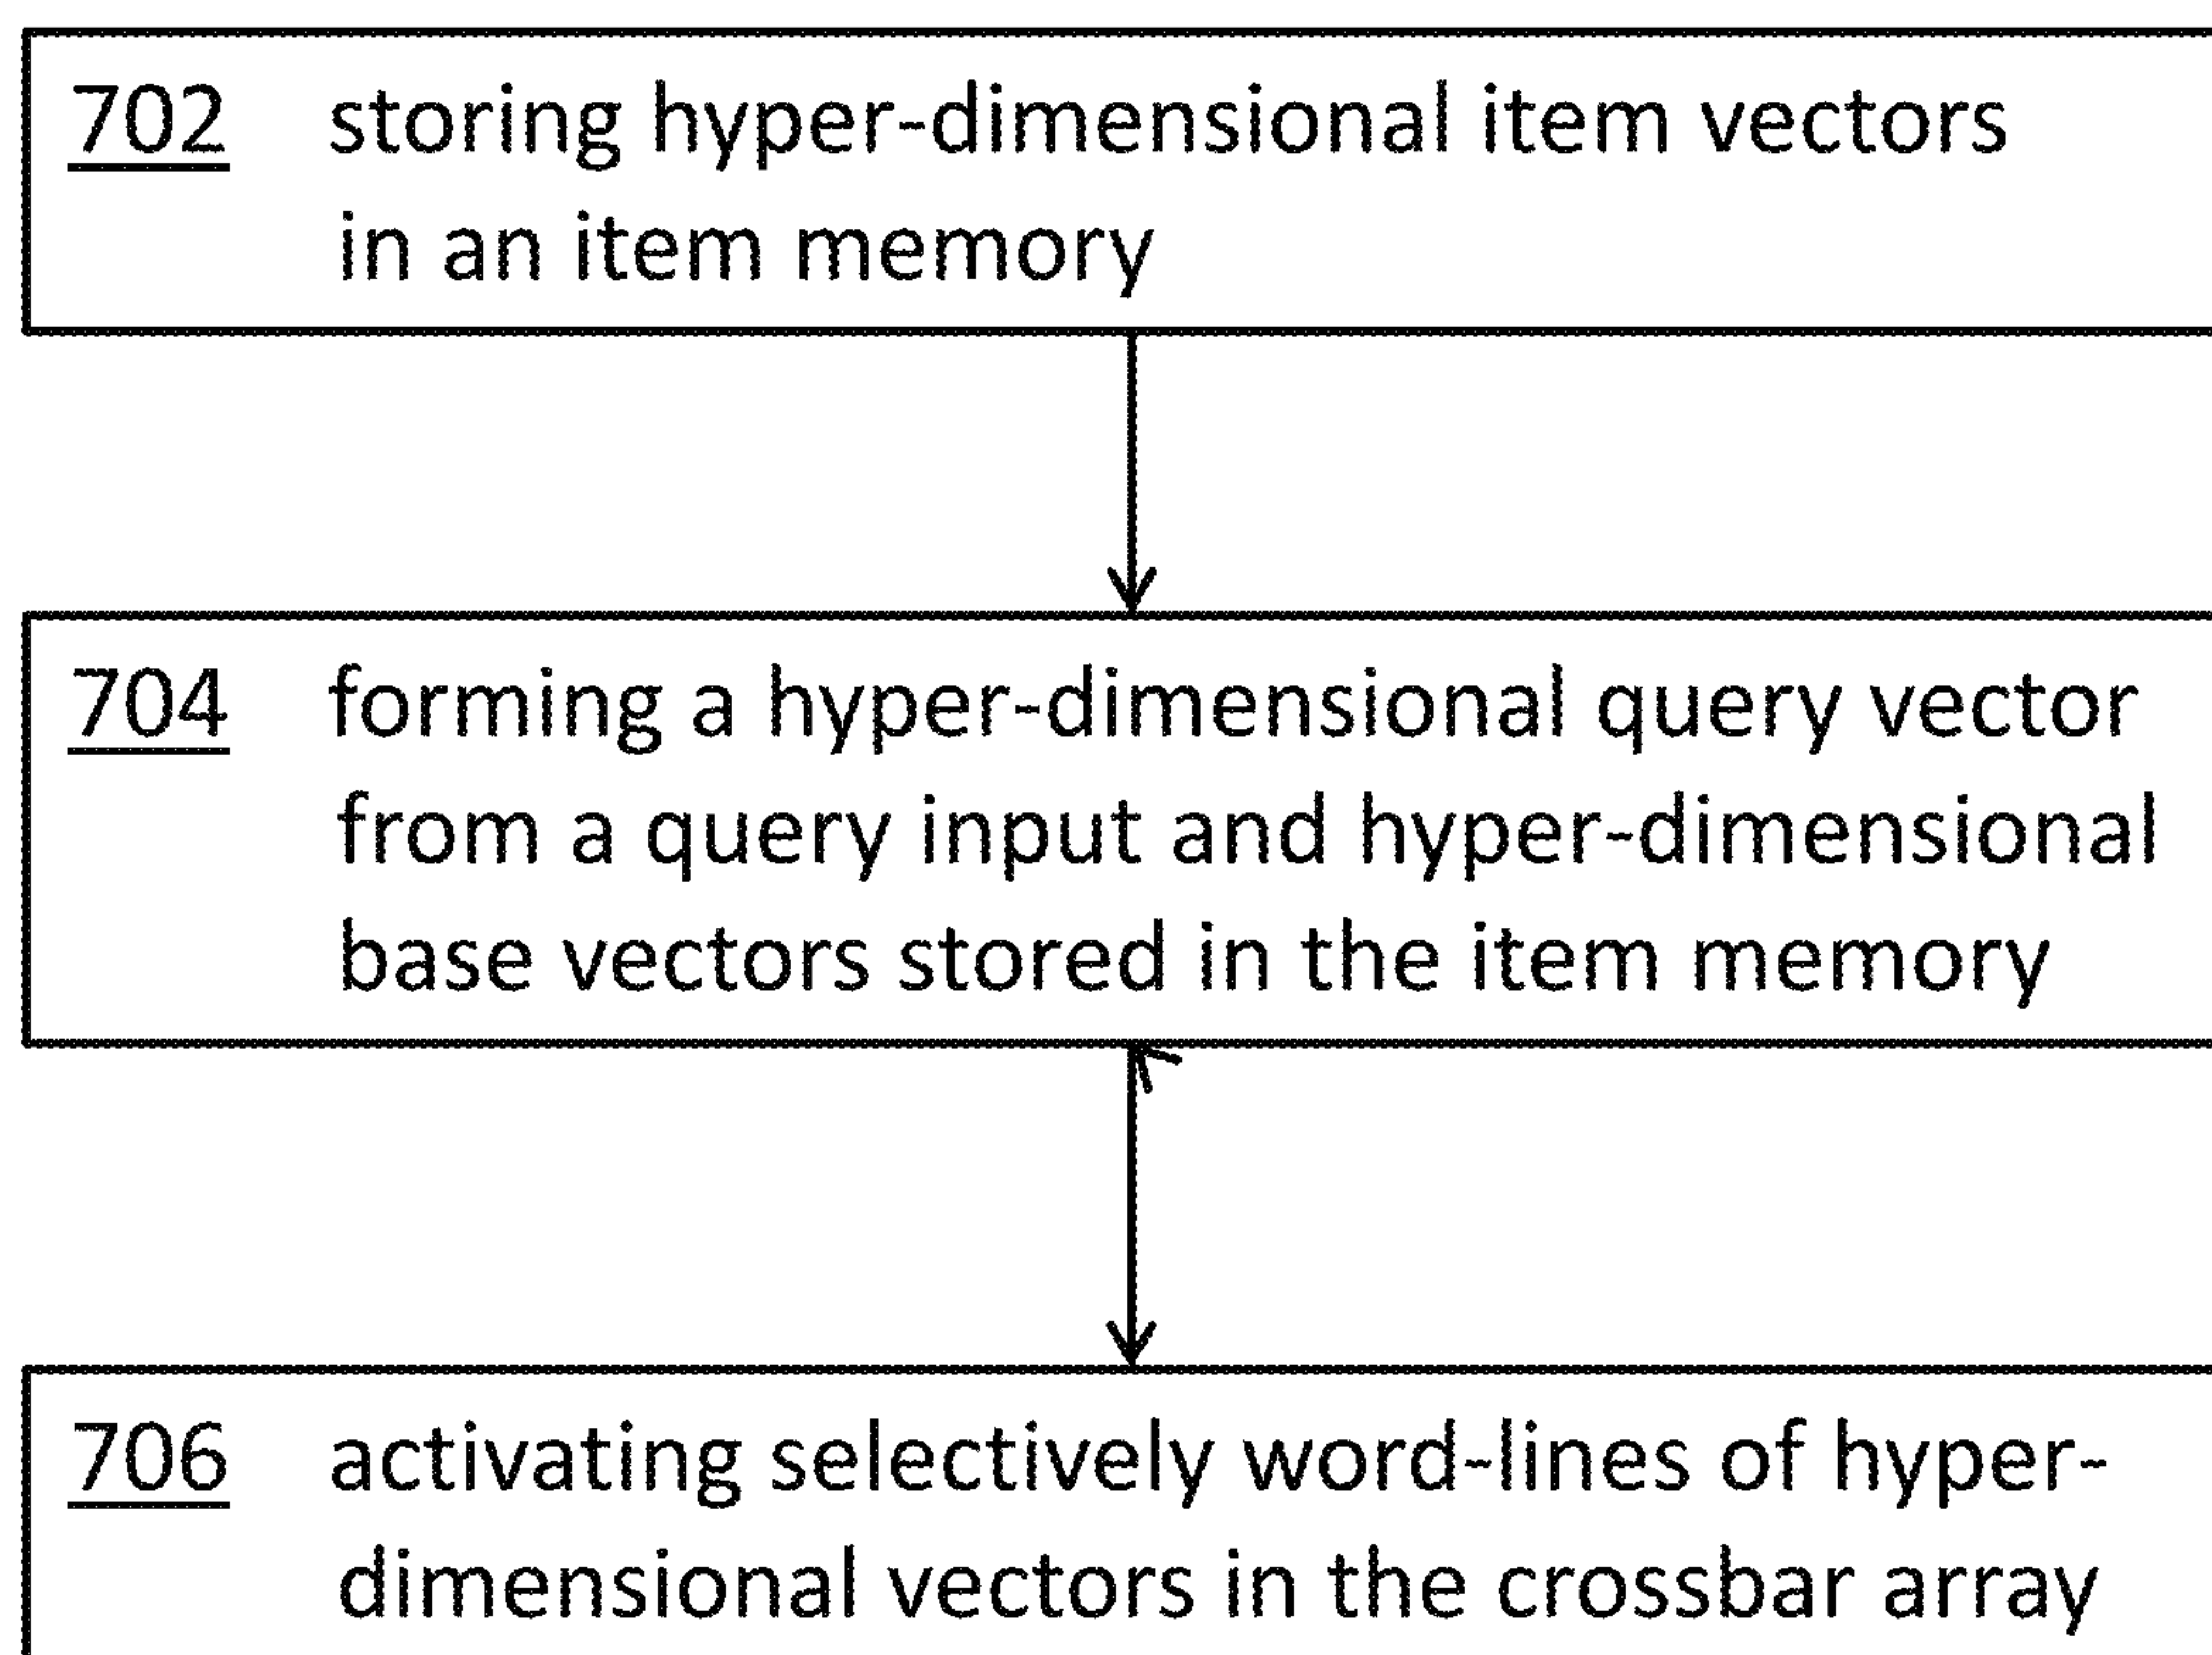 702 storing hyper-dimensional item vectors
in an item memory
704 forming a hyper-dimensional query vector
from a query input and hyper-dimensional
base vectors stored in the item memory
706 activating selectively word-lines of hyper-
dimensional vectors in the crossbar array